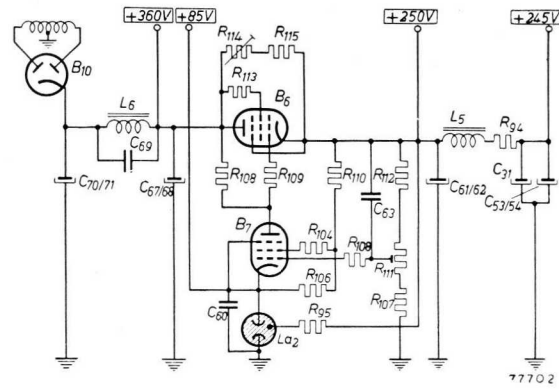 +360V +85V +250V +245V
R114 R115
B10 R113
B6
L6 L5 R94
C69
R108 R109 R110 R112 C31
C70/71 C67/68 C63 C61/62 C53/54
B7 R104 R108 R111
R106 R107
C60 R95
La2
77702